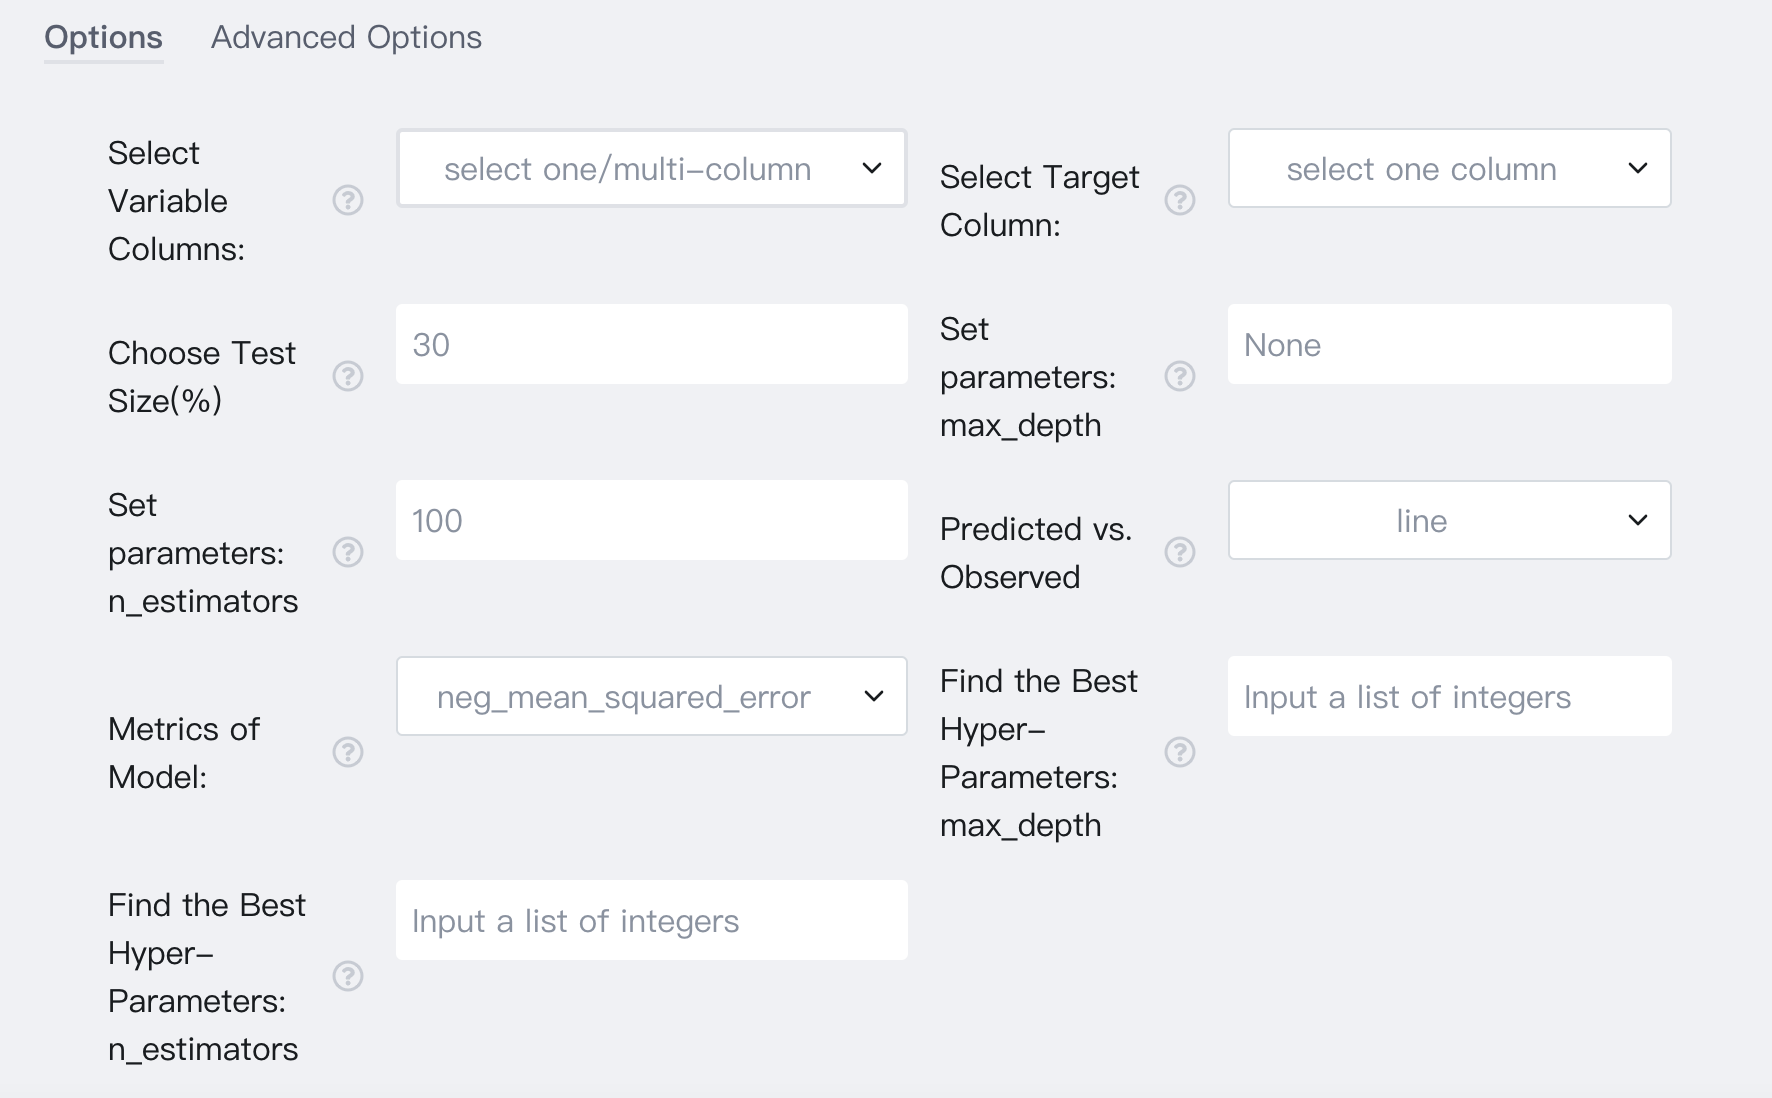 Options
Advanced Options
Select
Variable
Columns:
?
select one/multi-column
Select Target
Column:
?
select one column
Choose Test
Size(%)
?
30
Set
parameters:
max_depth
?
None
Set
parameters:
n_estimators
?
100
Predicted vs.
Observed
?
line
Metrics of
Model:
?
neg_mean_squared_error
Find the Best
Hyper-
Parameters:
max_depth
?
Input a list of integers
Find the Best
Hyper-
Parameters:
n_estimators
?
Input a list of integers